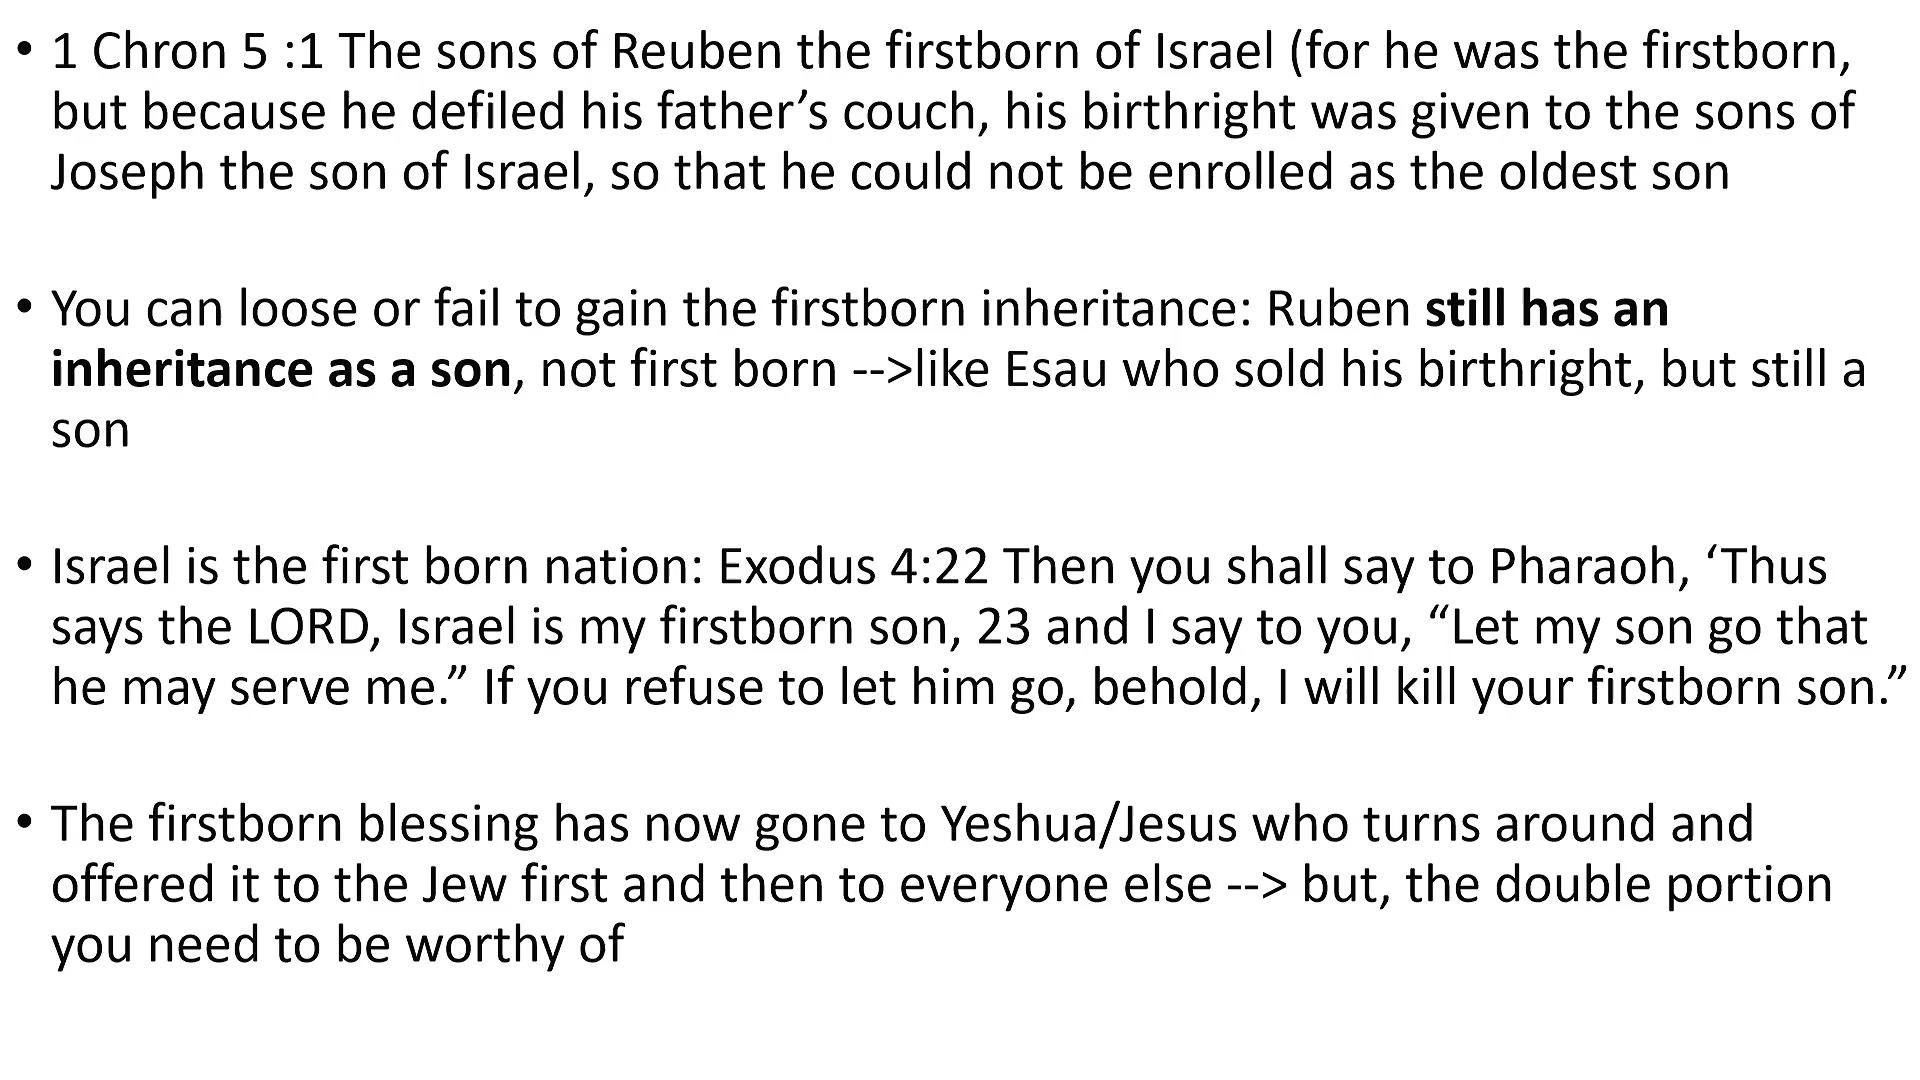 • 1 Chron 5 :1 The sons of Reuben the firstborn of Israel (for he was the firstborn,
but because he defiled his father’s couch, his birthright was given to the sons of
Joseph the son of Israel, so that he could not be enrolled as the oldest son
• You can loose or fail to gain the firstborn inheritance: Ruben still has an
inheritance as a son, not first born -->like Esau who sold his birthright, but still a
son
• Israel is the first born nation: Exodus 4:22 Then you shall say to Pharaoh, ‘Thus
says the LORD, Israel is my firstborn son, 23 and I say to you, “Let my son go that
he may serve me.” If you refuse to let him go, behold, I will kill your firstborn son.”
• The firstborn blessing has now gone to Yeshua/Jesus who turns around and
offered it to the Jew first and then to everyone else --> but, the double portion
you need to be worthy of